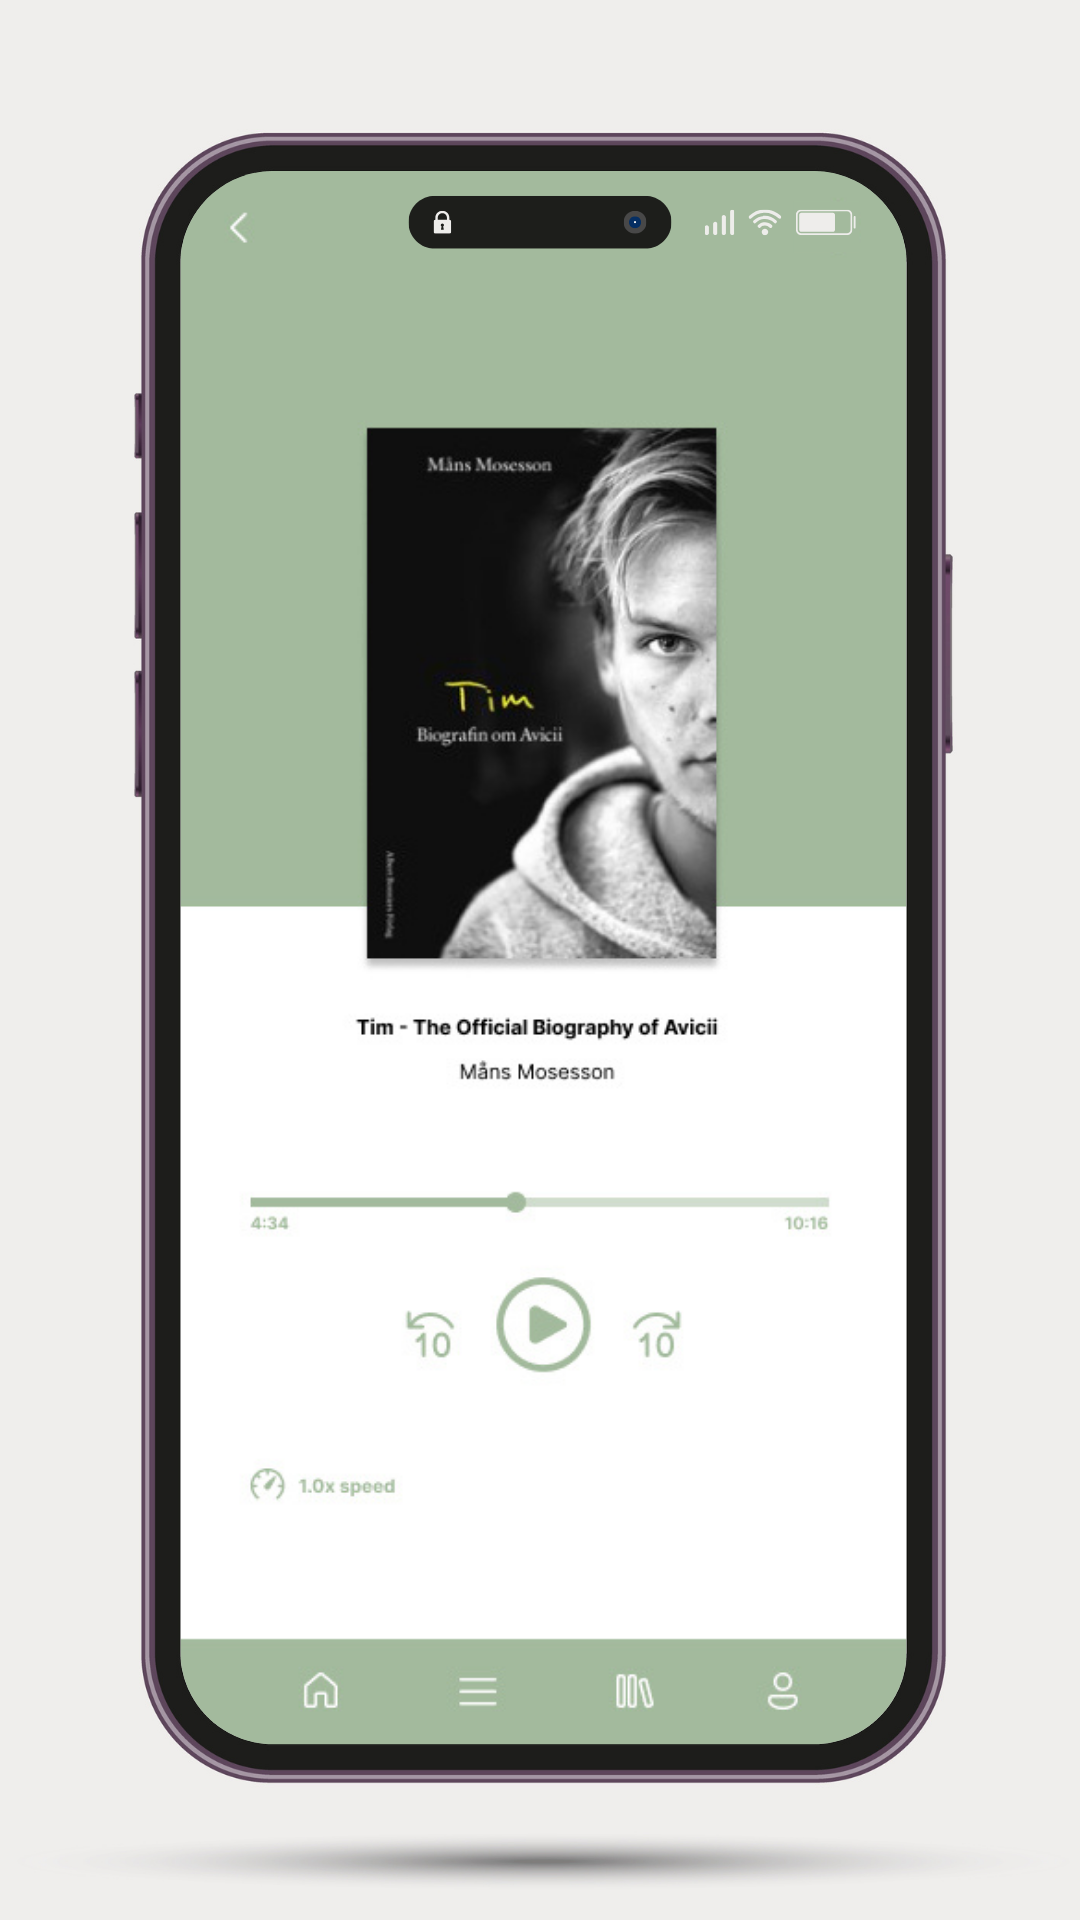 Måns Mosesson
Tim
Biografin om Avicii
Albert Bonniers Förlag
Tim - The Official Biography of Avicii
Måns Mosesson
4:34
10:16
10
10
1.0x speed